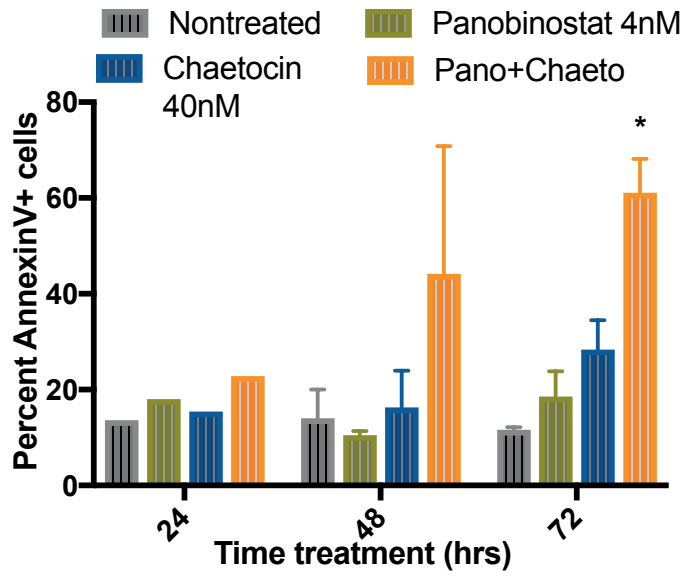 Nontreated
Panobinostat 4nM
Chaetocin
40nM
Pano+Chaeto
Percent AnnexinV+ cells
80
60
40
20
0
*
24
48
72
Time treatment (hrs)